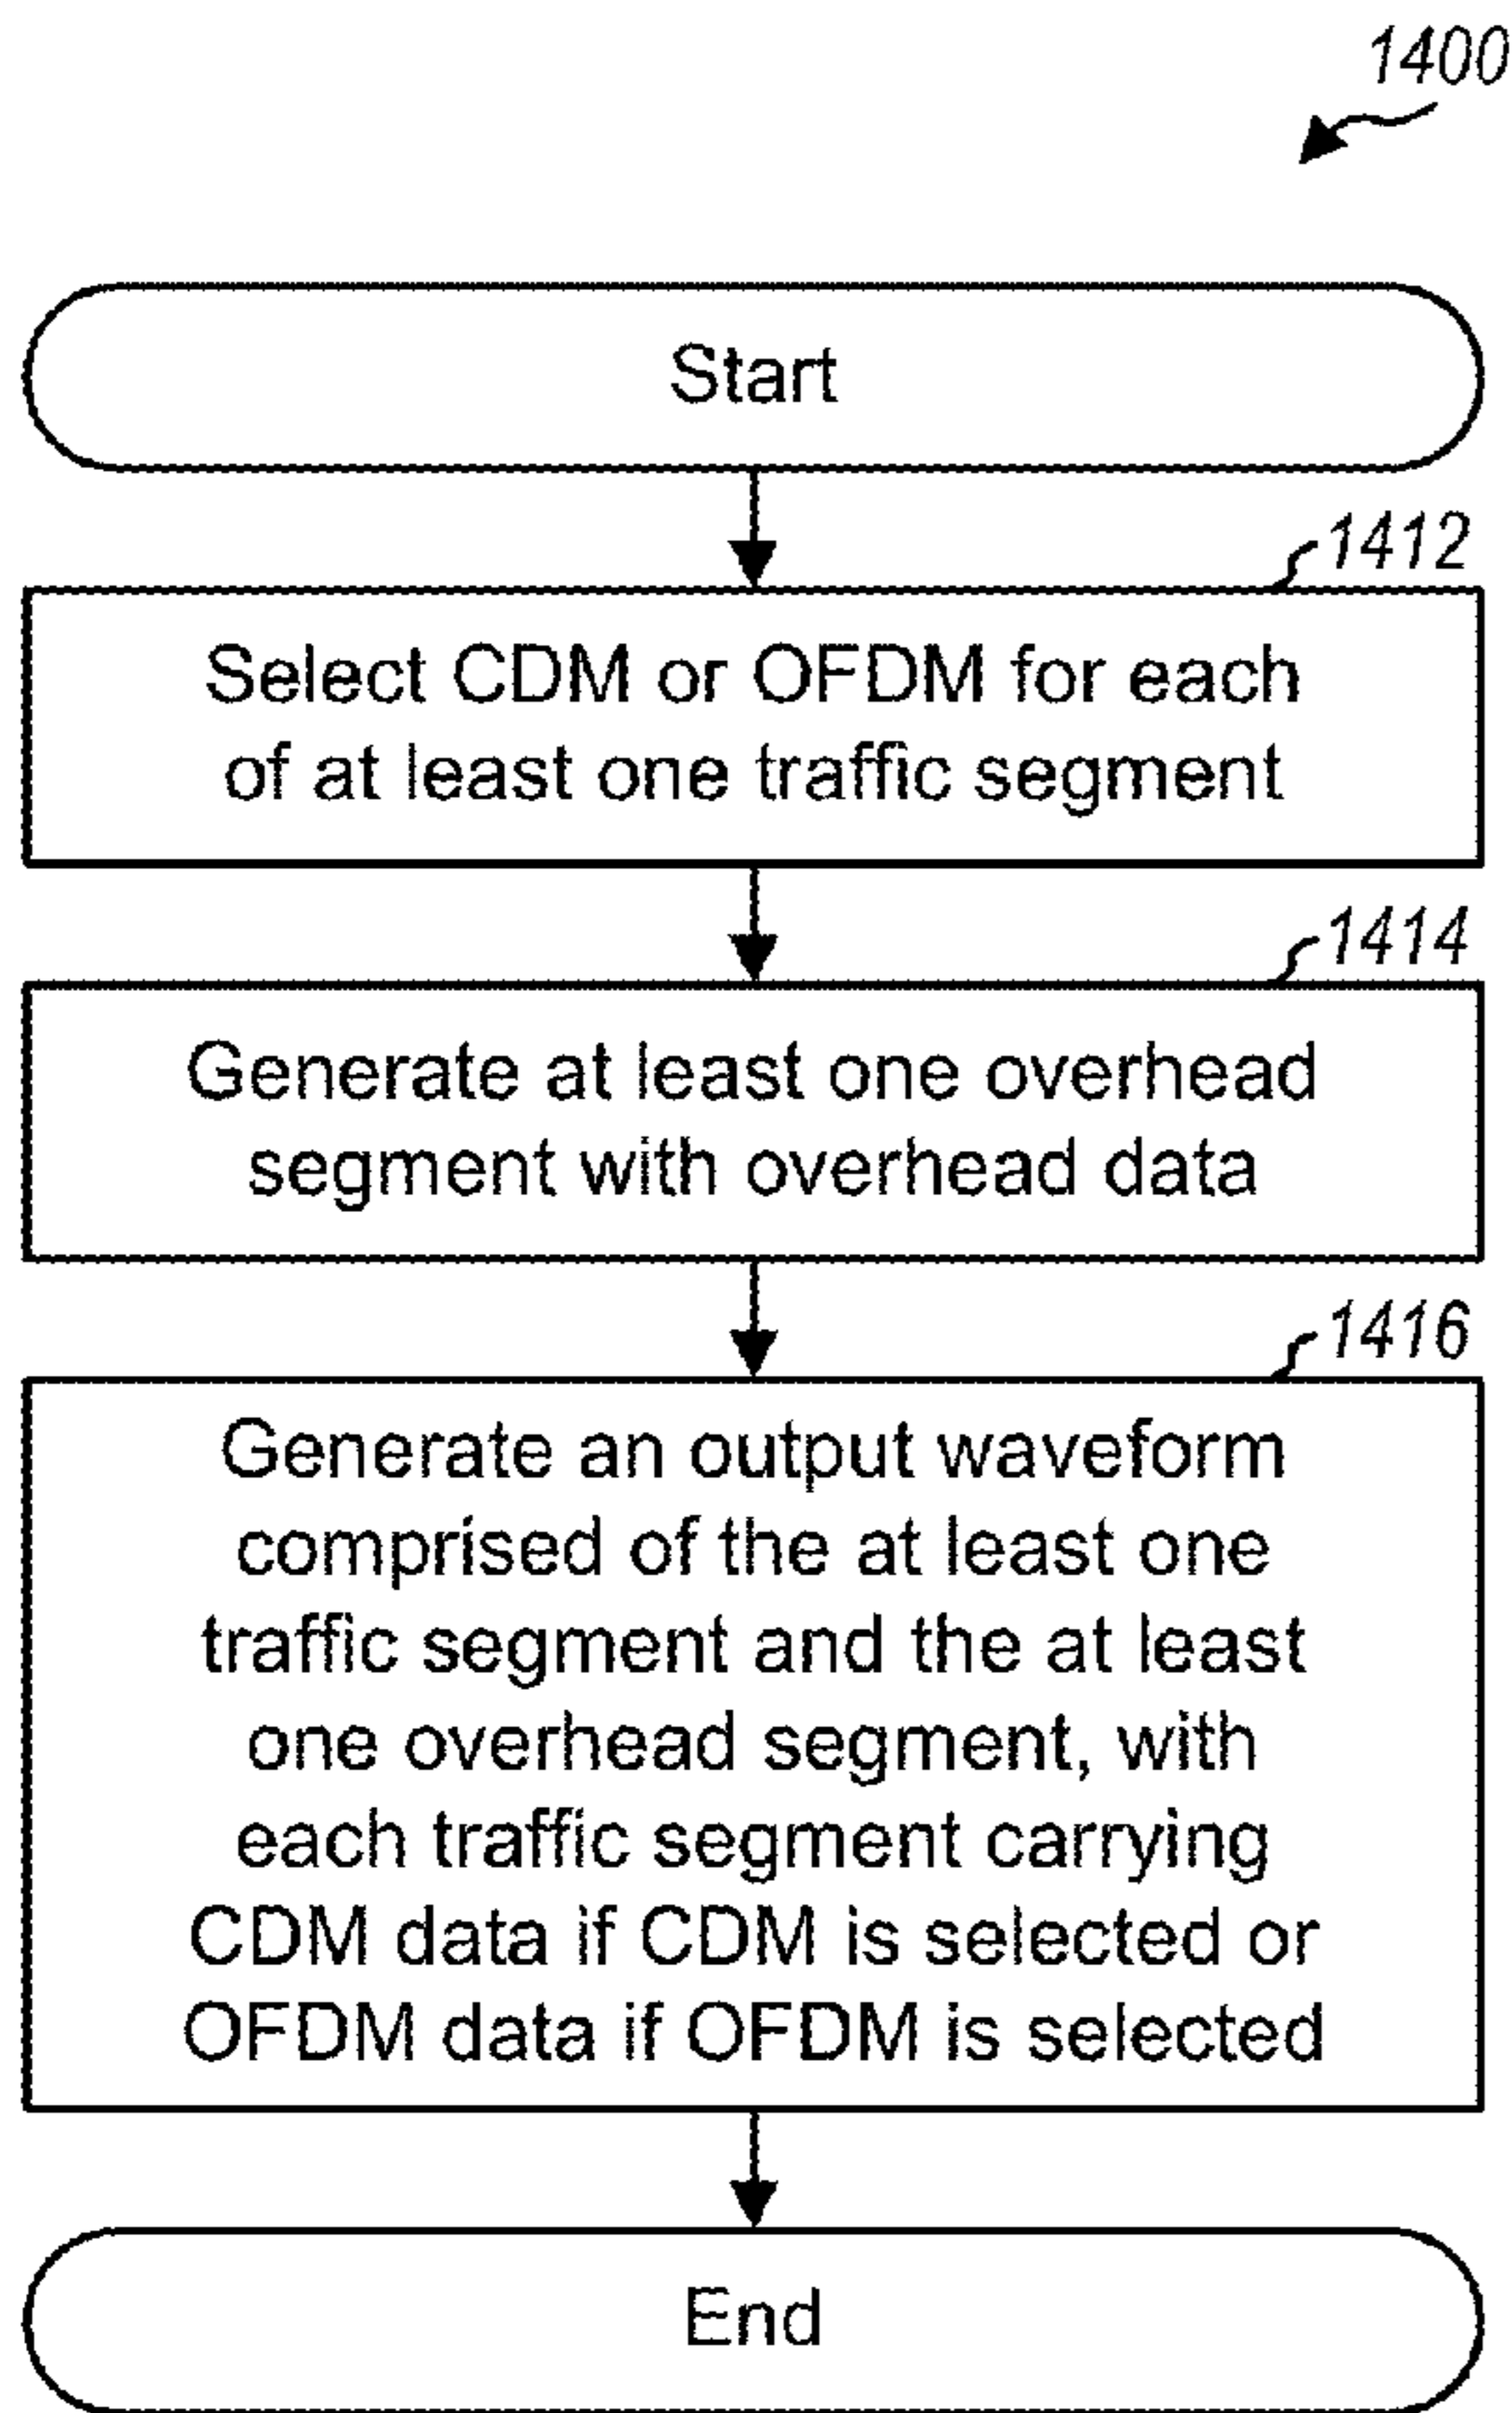 1400
Start
1412
Select CDM or OFDM for each
of at least one traffic segment
1414
Generate at least one overhead
segment with overhead data
1416
Generate an output waveform
comprised of the at least one
traffic segment and the at least
one overhead segment, with
each traffic segment carrying
CDM data if CDM is selected or
OFDM data if OFDM is selected
End